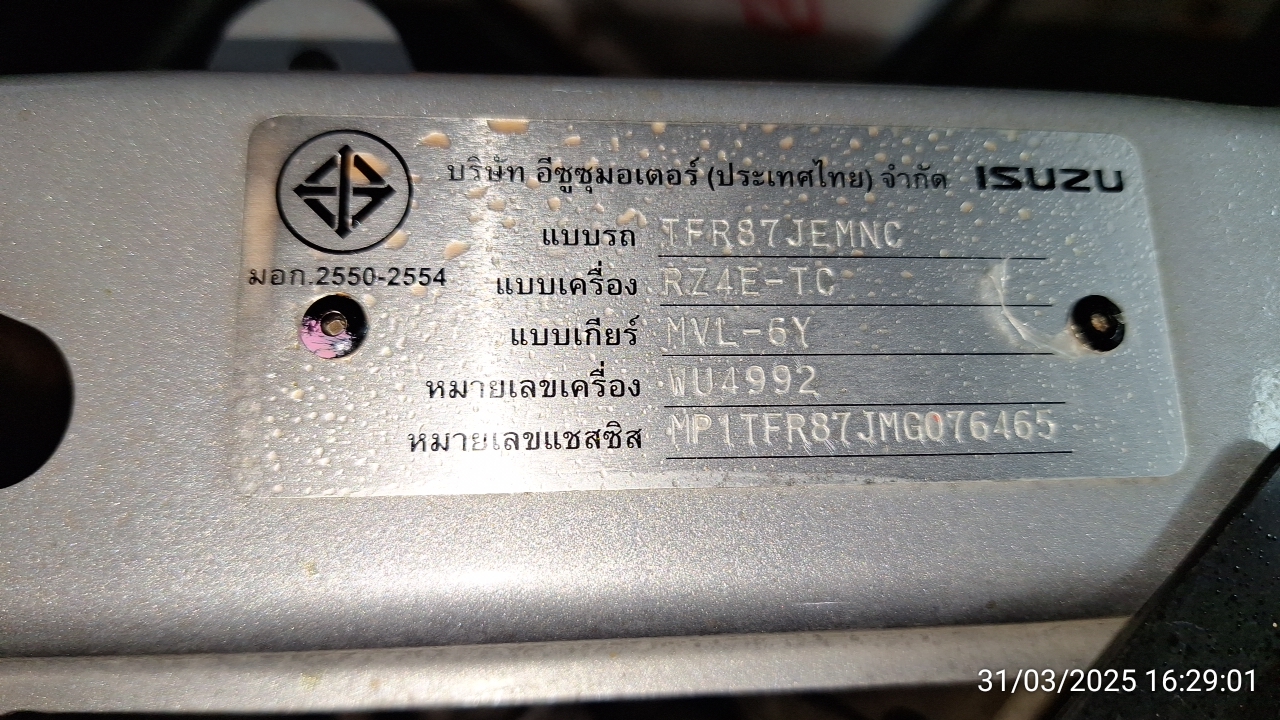 บริษัท อีซูซุมอเตอร์ (ประเทศไทย) จำกัด ISUZU
แบบรถ TFR87JEMNC
มอก.2550-2554
แบบเครื่อง RZ4E-TC
แบบเกียร์ MVL-6Y
หมายเลขเครื่อง WU4992
หมายเลขแชสซิส MP1TFR87JMG076465
31/03/2025 16:29:01